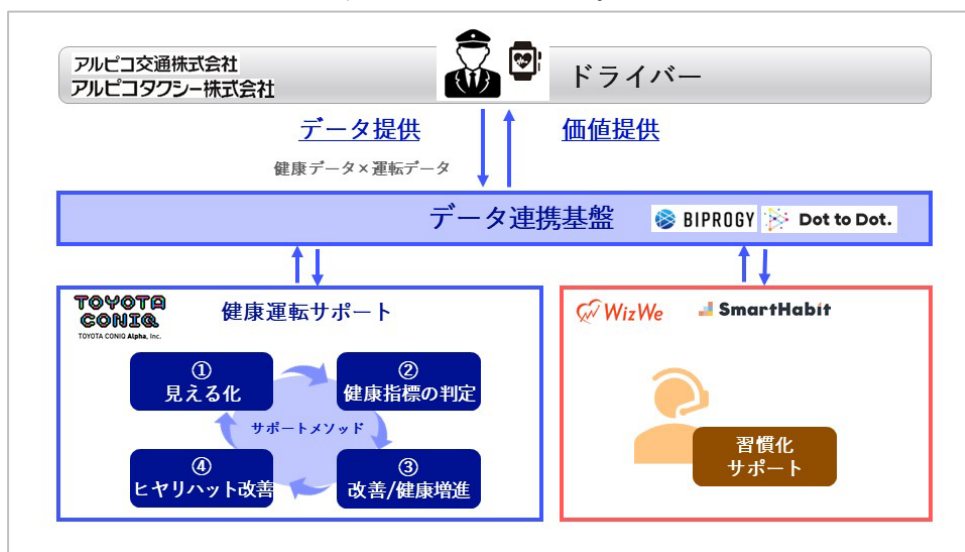 アルピコ交通株式会社
アルピコタクシー株式会社
ドライバー
データ提供
価値提供
健康データ×運転データ
データ連携基盤
BIPROGY
Dot to Dot.
TOYOTA
CONIQ
TOYOTA CONIQ Alpha, Inc.
健康運転サポート
①
見える化
②
健康指標の判定
サポートメソッド
④
ヒヤリハット改善
③
改善/健康増進
WizWe
SmartHabit
習慣化
サポート